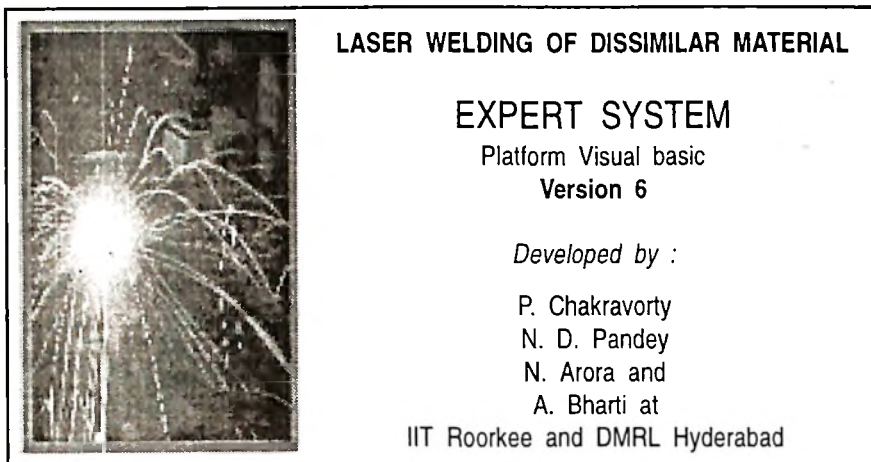 LASER WELDING OF DISSIMILAR MATERIAL
EXPERT SYSTEM
Platform Visual basic
Version 6
Developed by :
P. Chakravorty
N. D. Pandey
N. Arora and
A. Bharti at
IIT Roorkee and DMRL Hyderabad